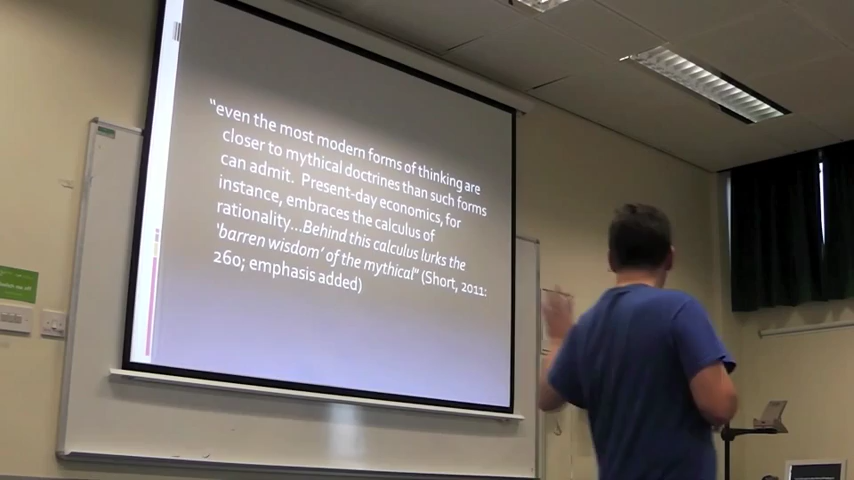 "even the most modern forms of thinking are
closer to mythical doctrines than such forms
can admit.  Present-day economics, for
instance, embraces the calculus of
rationality...Behind this calculus lurks the
'barren wisdom' of the mythical" (Short, 2011:
260; emphasis added)